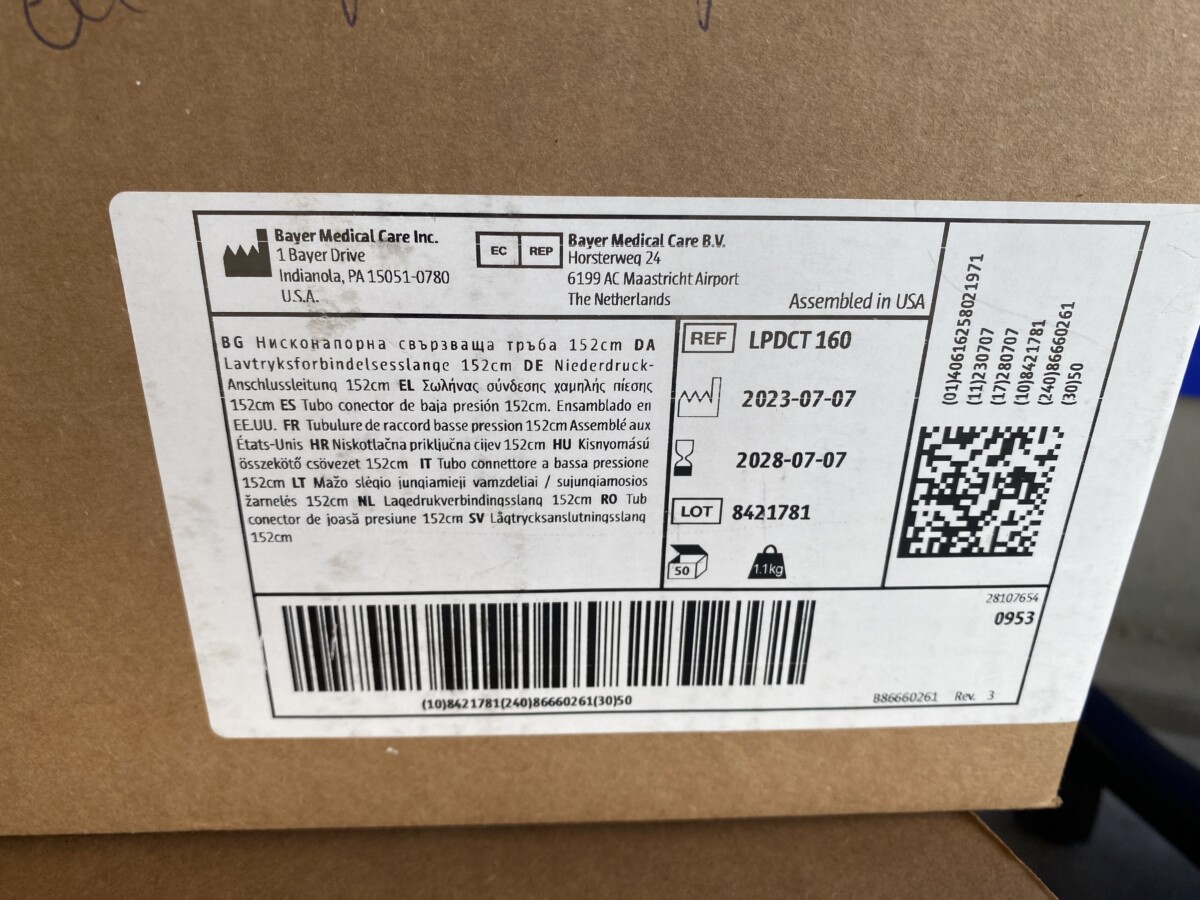 Bayer Medical Care Inc.
1 Bayer Drive
Indianola, PA 15051-0780
U.S.A.
EC REP
Bayer Medical Care B.V.
Horsterweg 24
6199 AC Maastricht Airport
The Netherlands
Assembled in USA
BG Нисконапорна свързваща тръба 152cm DA
Lavtryksforbindelsesslange 152cm DE Niederdruck-
Anschlussleitung 152cm EL Σωλήνας σύνδεσης χαμηλής πίεσης
152cm ES Tubo conector de baja presión 152cm. Ensamblado en
EE.UU. FR Tubulure de raccord basse pression 152cm Assemblé aux
États-Unis HR Niskotlačna priključna cijev 152cm HU Kisnyomású
összekötő csövezet 152cm IT Tubo connettore a bassa pressione
152cm LT Mažo slėgio jungiamieji vamzdeliai / sujungiamosios
žarnelės 152cm NL Lagedrukverbindingsslang 152cm RO Tub
conector de joasă presiune 152cm SV Lågtrycksanslutningsslang
152cm
REF LPDCT 160
2023-07-07
2028-07-07
LOT 8421781
50
1.1kg
(01)40616258021971
(11)230707
(17)280707
(10)8421781
(240)86660261
(30)50
28107654
0953
(10)8421781(240)86660261(30)50
B86660261 Rev. 3